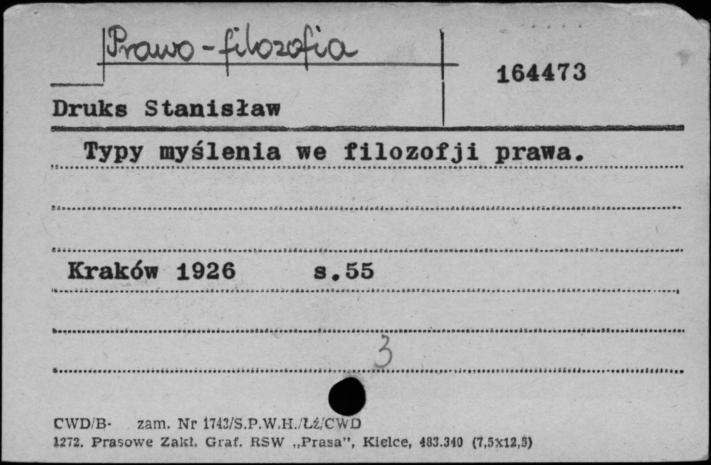 Prawo-filozofia
164473
Druks Stanisław
Typy myślenia we filozofji prawa.
Kraków 1926 s.55
3
CWD/B- zam. Nr 1743/S.P.W.H./Łź/CWD
1272. Prasowe Zakł. Graf. RSW „Prasa”, Kielce, 483.340 (7,5x12,5)